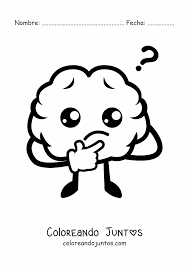 Nombre: Fecha:
?
Coloreando Juntos
coloreandojuntos.com